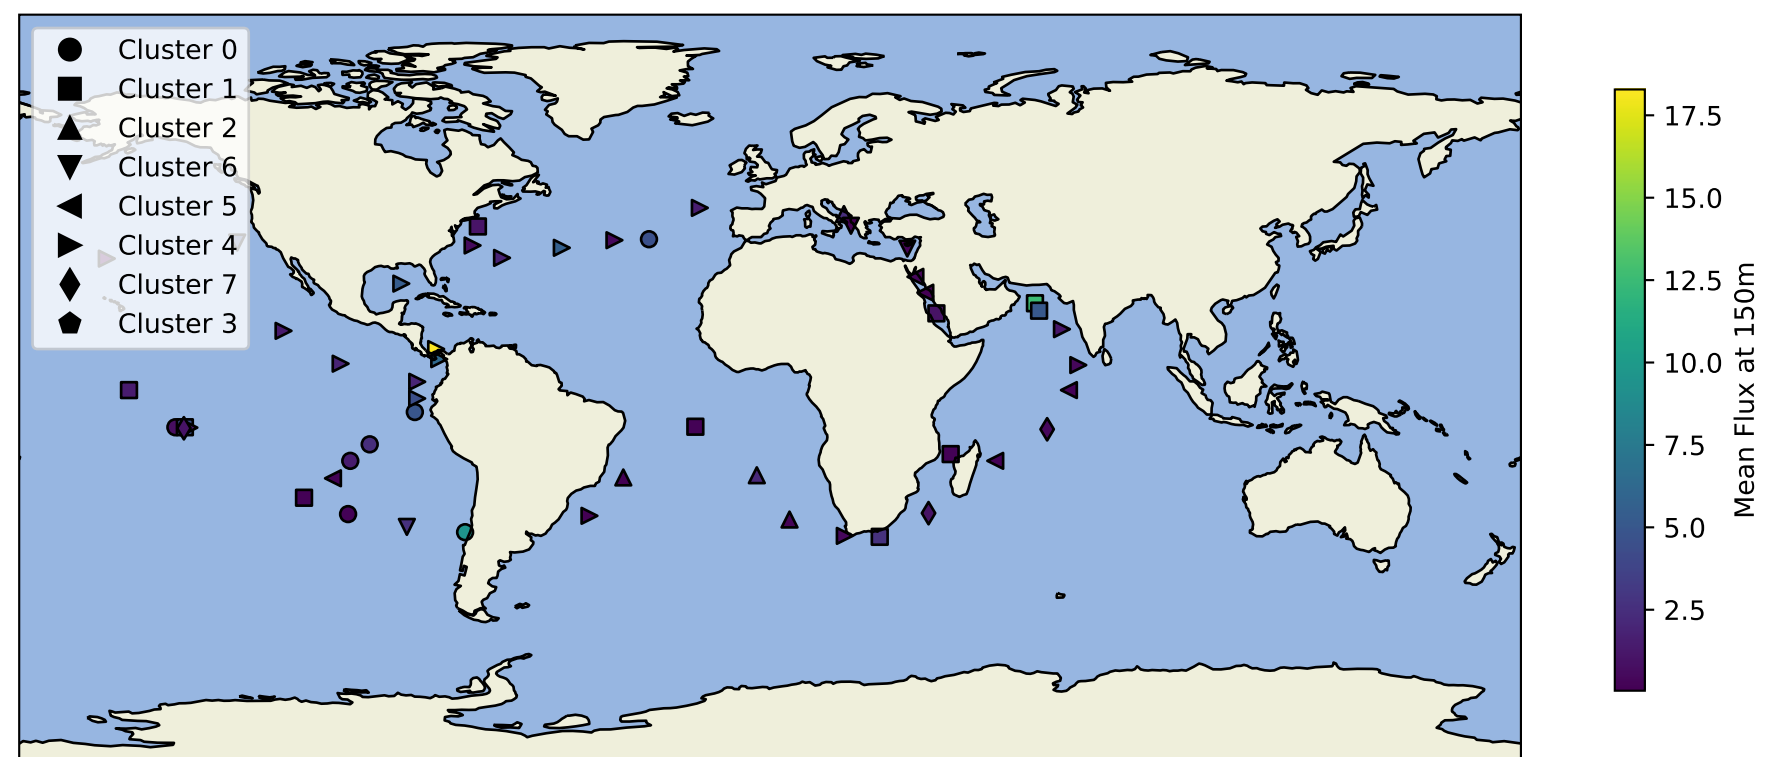 Cluster 0
Cluster 1
Cluster 2
Cluster 6
Cluster 5
Cluster 4
Cluster 7
Cluster 3
17.5
15.0
12.5
10.0
7.5
5.0
2.5
Mean Flux at 150m